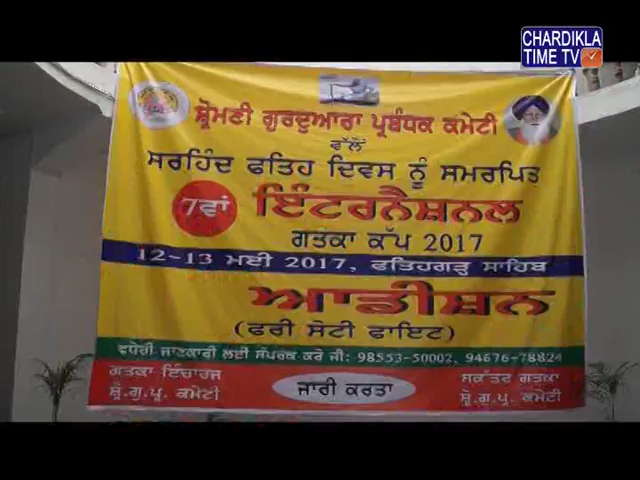 CHARDIKLA
TIME TV
ਸ਼੍ਰੋਮਣੀ ਗੁਰਦੁਆਰਾ ਪ੍ਰਬੰਧਕ ਕਮੇਟੀ
ਵੱਲੋਂ
ਸਰਹਿੰਦ ਫਤਿਹ ਦਿਵਸ ਨੂੰ ਸਮਰਪਿਤ
7ਵਾਂ ਇੰਟਰਨੈਸ਼ਨਲ
ਗਤਕਾ ਕੱਪ 2017
12-13 ਮਈ 2017, ਫਤਿਹਗੜ੍ਹ ਸਾਹਿਬ
ਆਡੀਸ਼ਨ
(ਫਰੀ ਸੋਟੀ ਫਾਇਟ)
ਵਧੇਰੀ ਜਾਣਕਾਰੀ ਲਈ ਸੰਪਰਕ ਕਰੋ ਜੀ: 98553-50002, 94676-78824
ਗਤਕਾ ਇੰਚਾਰਜ
ਸ਼੍ਰੋ.ਗੁ.ਪ੍ਰ. ਕਮੇਟੀ
ਜਾਰੀ ਕਰਤਾ
ਸਕੱਤਰ ਗਤਕਾ
ਸ਼੍ਰੋ.ਗੁ.ਪ੍ਰ. ਕਮੇਟੀ